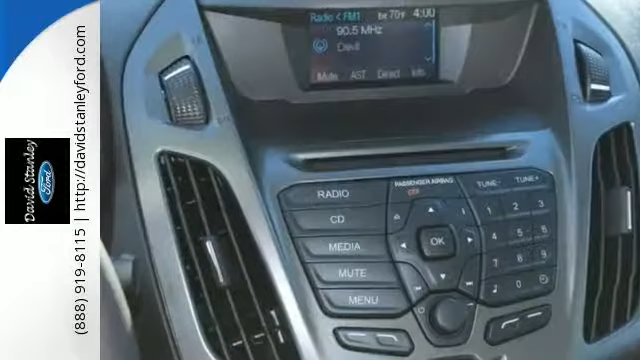 Radio < FM1 70°F 4:00
90.5 MHz
Mute AST Direct Info
RADIO
CD
MEDIA
MUTE
MENU
PASSENGER AIRBAG
OFF
OK
TUNE- TUNE+
1 2 3
4 5 6
7 8 9
0
David Stanley
Ford
(888) 919-8115 | http://davidstanleyford.com